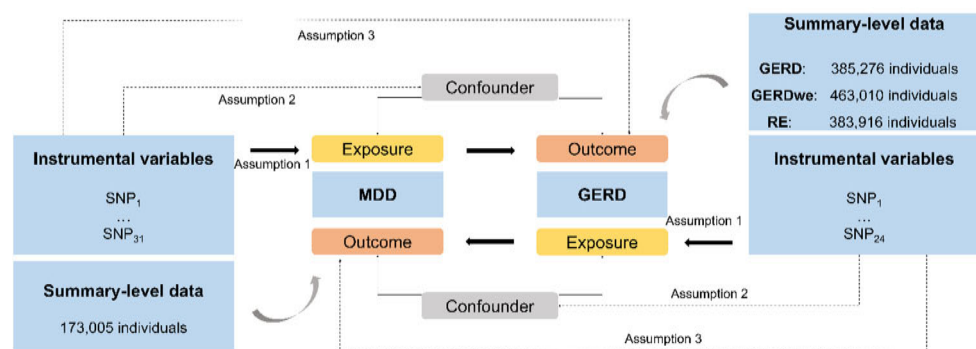 Assumption 3
Summary-level data
GERD: 385,276 individuals
GERDwe: 463,010 individuals
RE: 383,916 individuals
Confounder
Assumption 2
Instrumental variables
SNP1
...
SNP31
Assumption 1
Exposure
Outcome
MDD
GERD
Outcome
Exposure
Assumption 1
Instrumental variables
SNP1
...
SNP24
Summary-level data
173,005 individuals
Confounder
Assumption 2
Assumption 3